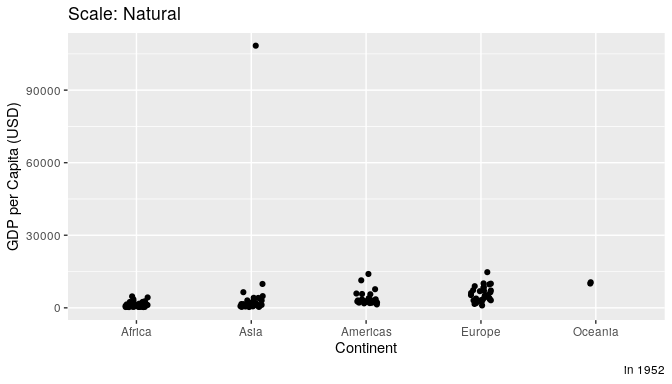 Scale: Natural
GDP per Capita (USD)
90000
60000
30000
0
Africa Asia Americas Europe Oceania
Continent
In 1952